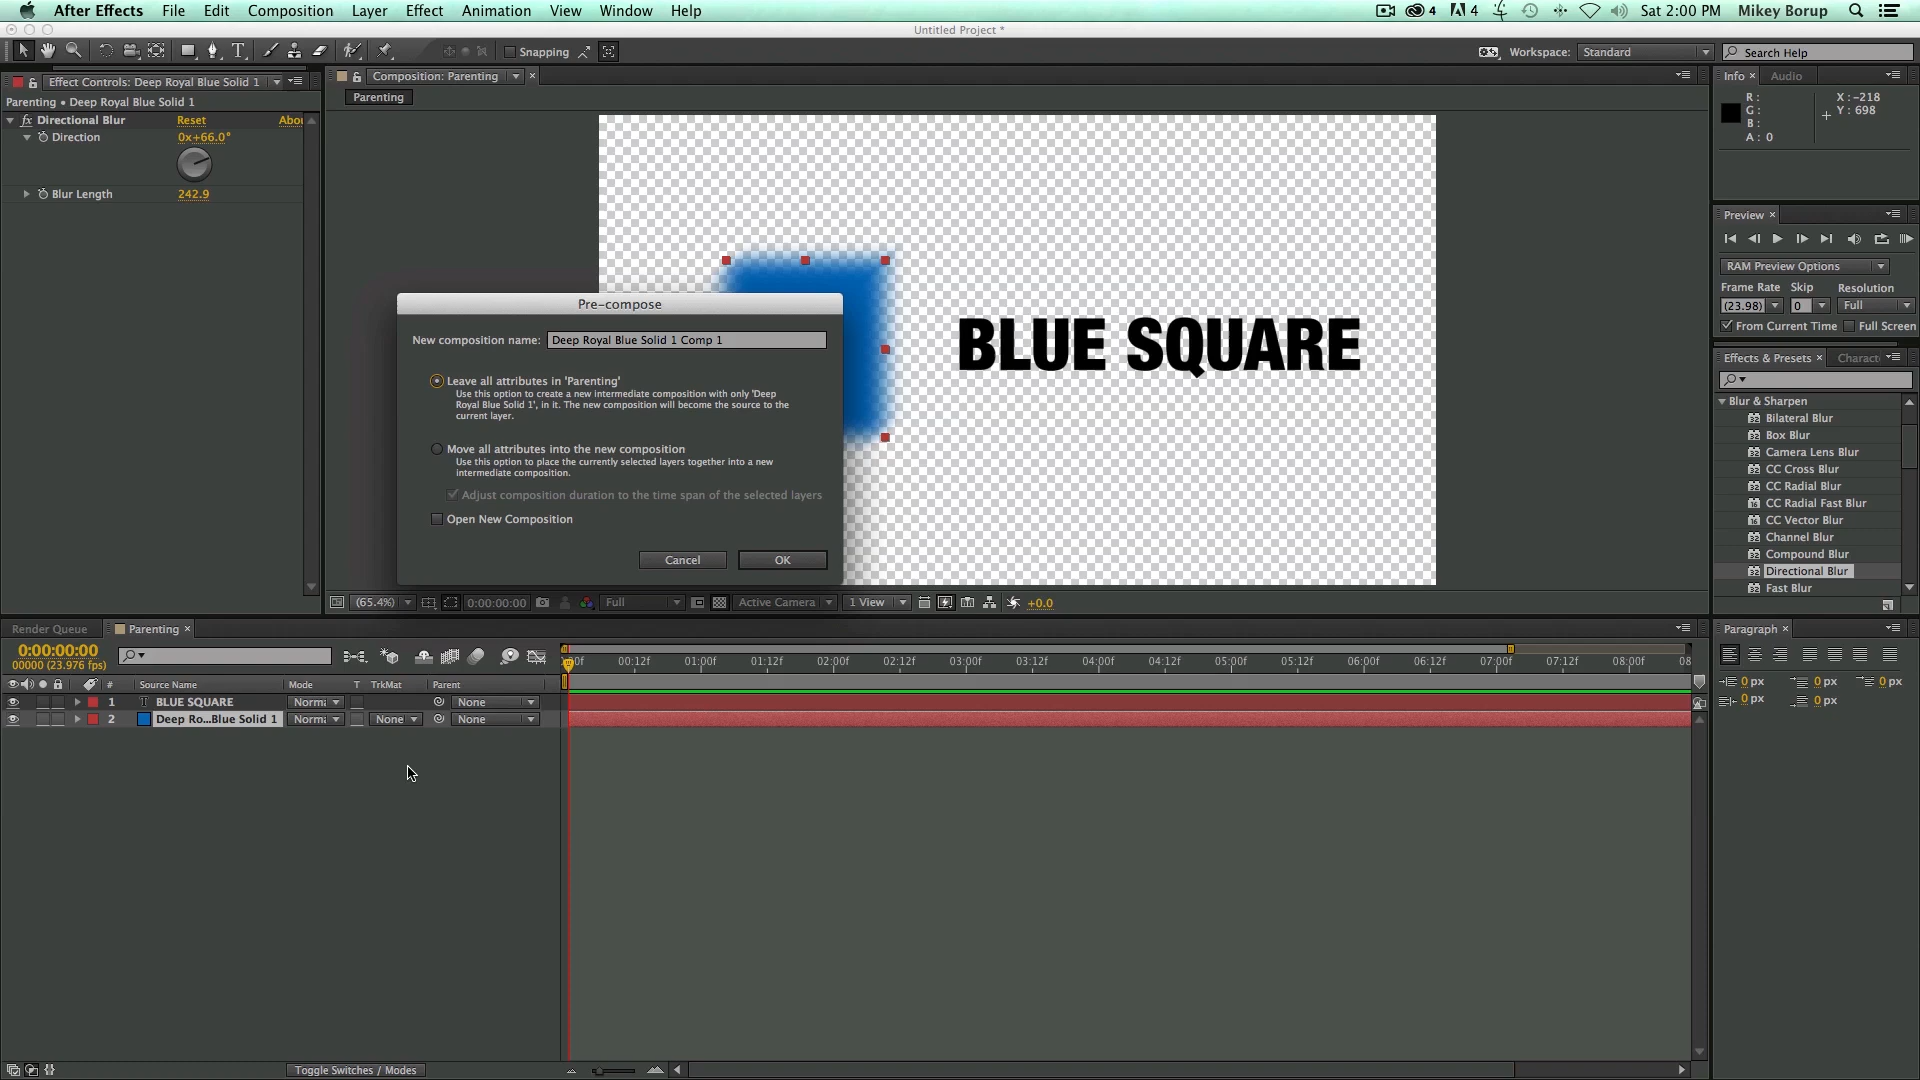 After Effects File Edit Composition Layer Effect Animation View Window Help 4 4 Sat 2:00 PM Mikey Borup
Untitled Project *
T Snapping Workspace: Standard Search Help
Effect Controls: Deep Royal Blue Solid 1
Parenting • Deep Royal Blue Solid 1
fx Directional Blur Reset Abou
Direction 0x+66.0°
Blur Length 242.9
Composition: Parenting
Parenting
BLUE SQUARE
Pre-compose
New composition name: Deep Royal Blue Solid 1 Comp 1
Leave all attributes in 'Parenting'
Use this option to create a new intermediate composition with only 'Deep
Royal Blue Solid 1', in it. The new composition will become the source to the
current layer.
Move all attributes into the new composition
Use this option to place the currently selected layers together into a new
intermediate composition.
Adjust composition duration to the time span of the selected layers
Open New Composition
Cancel OK
(65.4%) 0:00:00:00 Full Active Camera 1 View +0.0
Info Audio
R: X: -218
G: Y: 698
B:
A: 0
Preview
RAM Preview Options
Frame Rate Skip Resolution
(23.98) 0 Full
From Current Time Full Screen
Effects & Presets Charact
Blur & Sharpen
Bilateral Blur
Box Blur
Camera Lens Blur
CC Cross Blur
CC Radial Blur
CC Radial Fast Blur
CC Vector Blur
Channel Blur
Compound Blur
Directional Blur
Fast Blur
Render Queue Parenting
0:00:00:00
00000 (23.976 fps)
00f 00:12f 01:00f 01:12f 02:00f 02:12f 03:00f 03:12f 04:00f 04:12f 05:00f 05:12f 06:00f 06:12f 07:00f 07:12f 08:00f 08
# Source Name Mode T TrkMat Parent
1 T BLUE SQUARE Norma None
2 Deep Ro...Blue Solid 1 Norma None None
Toggle Switches / Modes
Paragraph
0 px 0 px 0 px
0 px 0 px